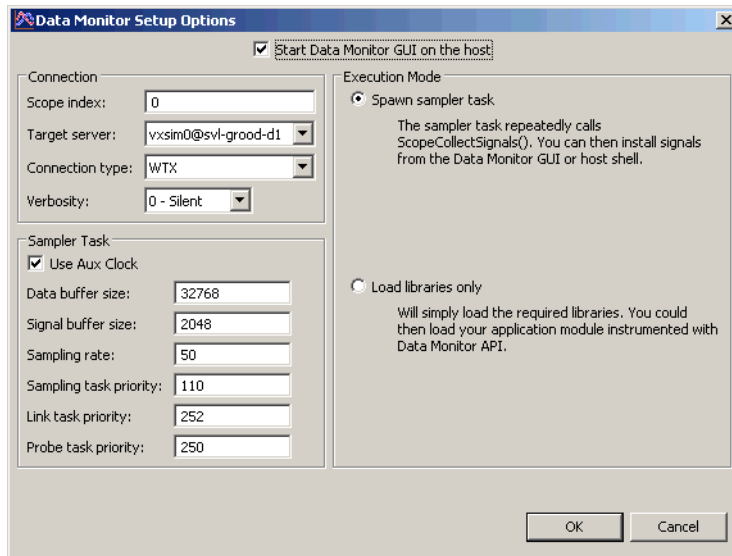 Data Monitor Setup Options
Start Data Monitor GUI on the host
Connection
Scope index: 0
Target server: vxsim0@svl-grood-d1
Connection type: WTX
Verbosity: 0 - Silent
Sampler Task
Use Aux Clock
Data buffer size: 32768
Signal buffer size: 2048
Sampling rate: 50
Sampling task priority: 110
Link task priority: 252
Probe task priority: 250
Execution Mode
Spawn sampler task
The sampler task repeatedly calls
ScopeCollectSignals(). You can then install signals
from the Data Monitor GUI or host shell.
Load libraries only
Will simply load the required libraries. You could
then load your application module instrumented with
Data Monitor API.
OK
Cancel